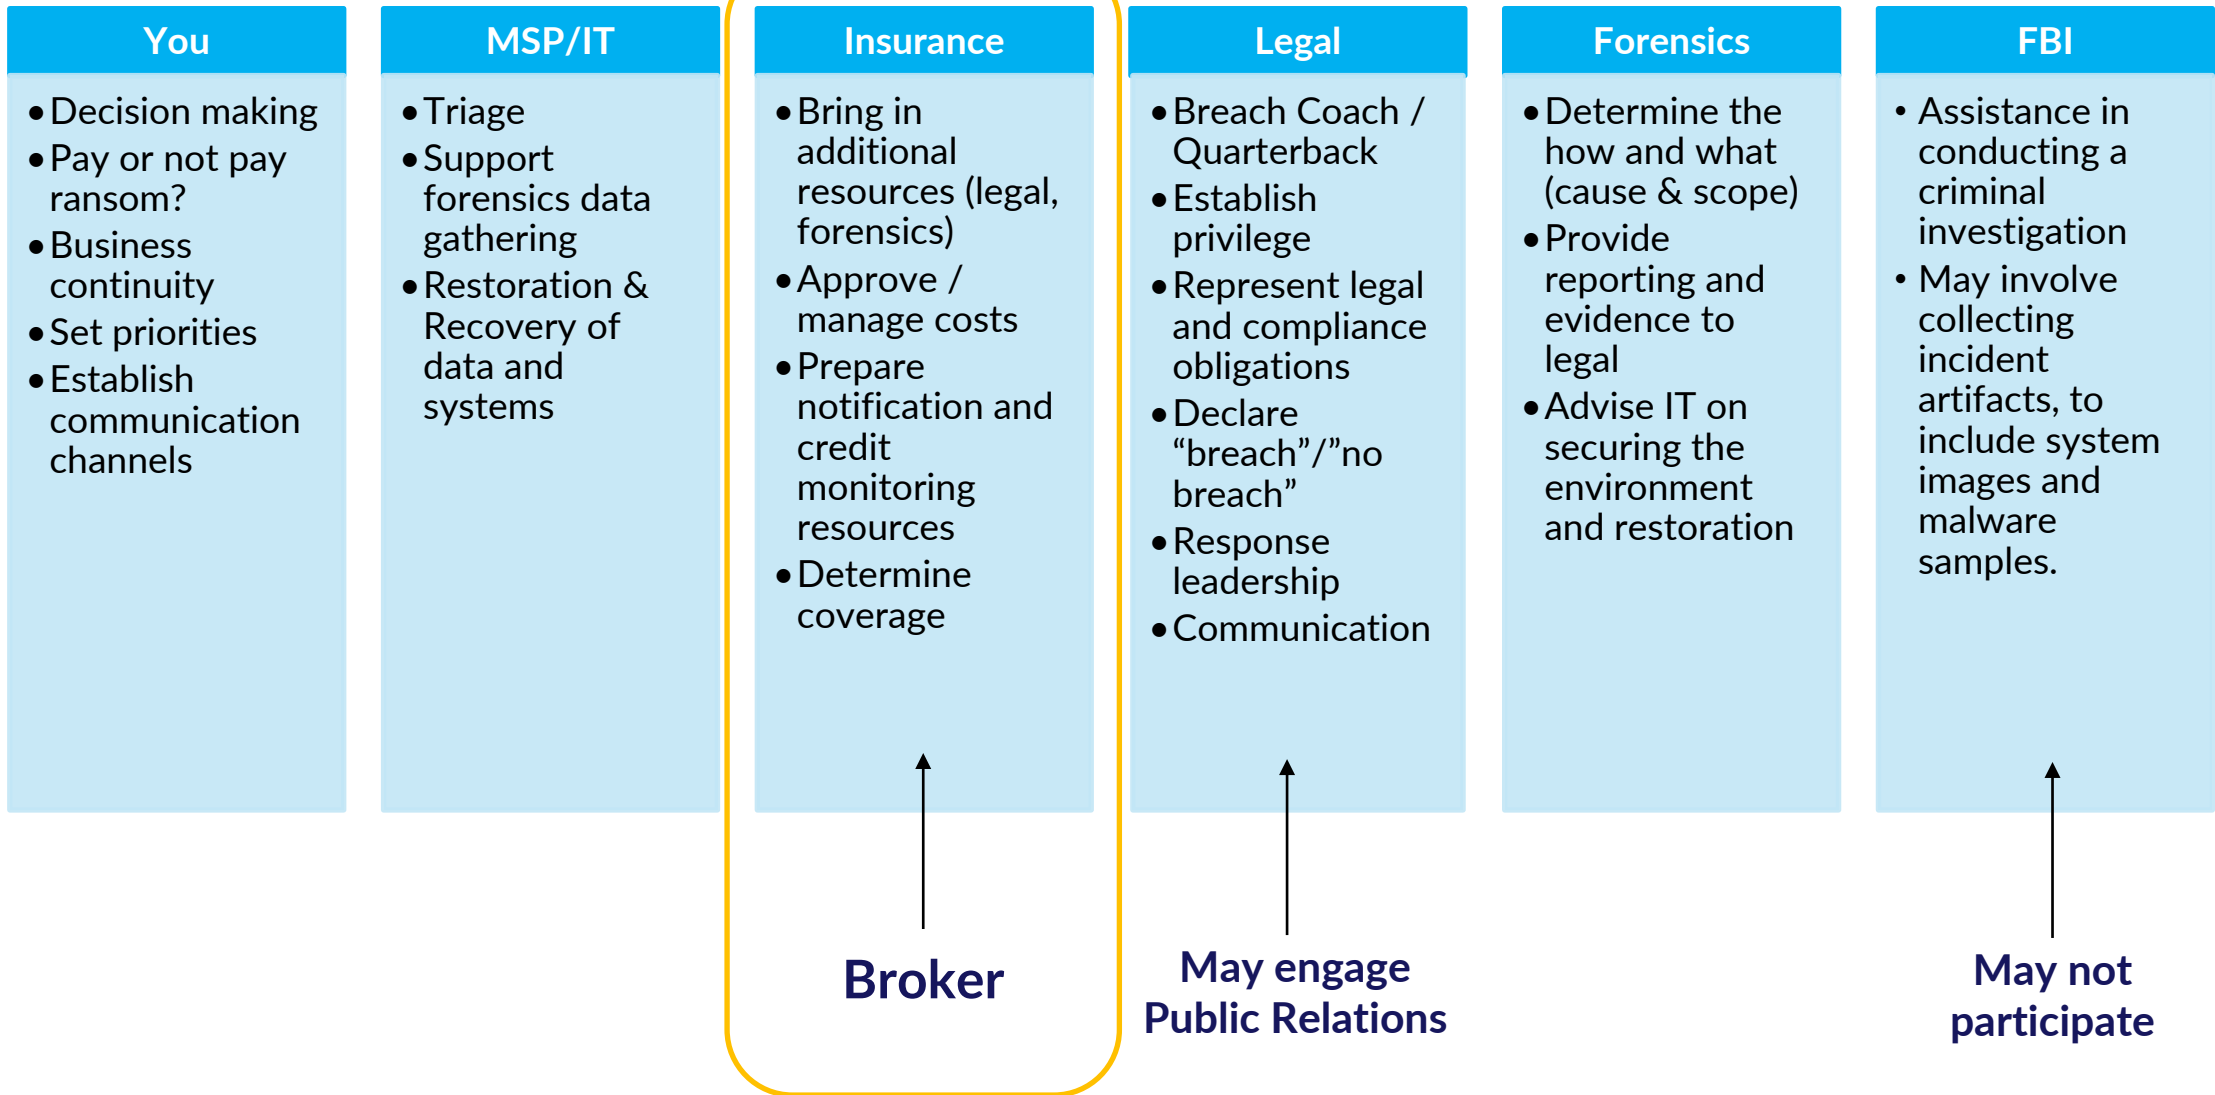 You
• Decision making
• Pay or not pay
ransom?
• Business
continuity
• Set priorities
• Establish
communication
channels
MSP/IT
• Triage
• Support
forensics data
gathering
• Restoration &
Recovery of
data and
systems
Insurance
• Bring in
additional
resources (legal,
forensics)
• Approve /
manage costs
• Prepare
notification and
credit
monitoring
resources
• Determine
coverage
Broker
Legal
• Breach Coach /
Quarterback
• Establish
privilege
• Represent legal
and compliance
obligations
• Declare
“breach”/”no
breach”
• Response
leadership
• Communication
May engage
Public Relations
Forensics
• Determine the
how and what
(cause & scope)
• Provide
reporting and
evidence to
legal
• Advise IT on
securing the
environment
and restoration
FBI
• Assistance in
conducting a
criminal
investigation
• May involve
collecting
incident
artifacts, to
include system
images and
malware
samples.
May not
participate